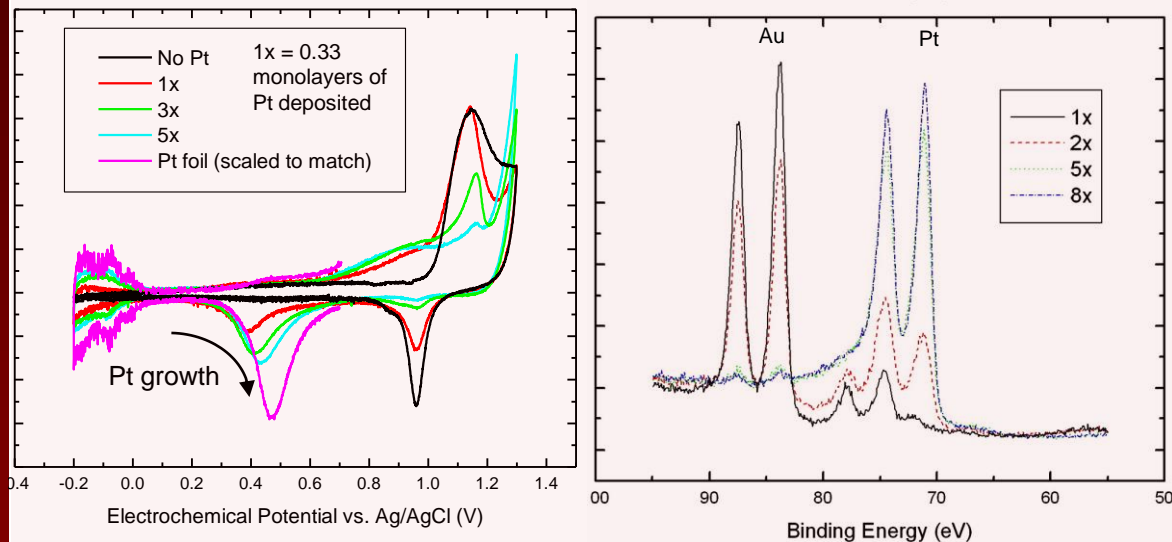 No Pt
1x
3x
5x
Pt foil (scaled to match)
1x = 0.33
monolayers of
Pt deposited
Pt growth
0.4
-0.2
0.0
0.2
0.4
0.6
0.8
1.0
1.2
1.4
Electrochemical Potential vs. Ag/AgCl (V)
Au
Pt
1x
2x
5x
8x
00
90
80
70
60
50
Binding Energy (eV)